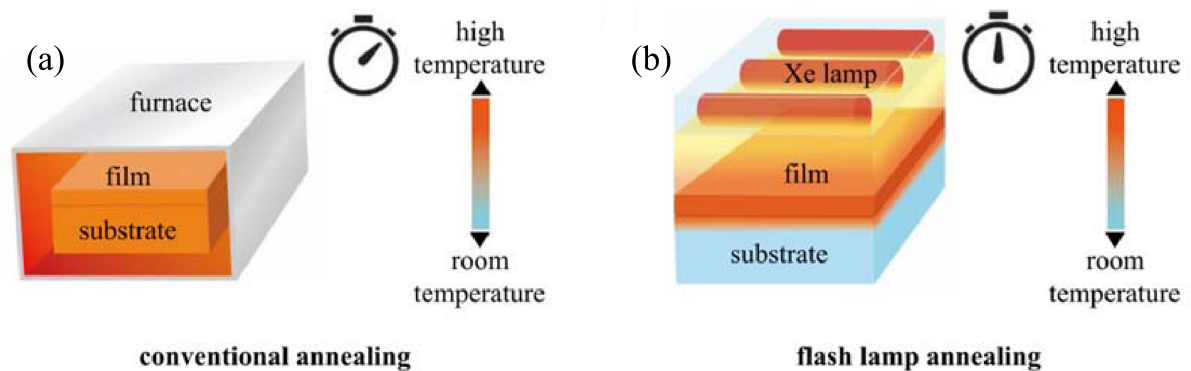 (a)
furnace
film
substrate
high
temperature
room
temperature
conventional annealing
(b)
Xe lamp
film
substrate
high
temperature
room
temperature
flash lamp annealing